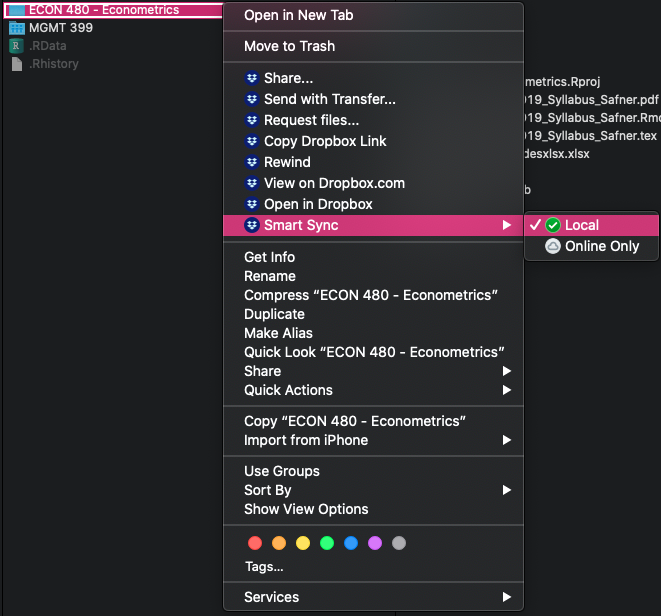 ECON 480 - Econometrics
MGMT 399
.RData
.Rhistory
Open in New Tab
Move to Trash
Share...
Send with Transfer...
Request files...
Copy Dropbox Link
Rewind
View on Dropbox.com
Open in Dropbox
Smart Sync
Local
Online Only
Get Info
Rename
Compress “ECON 480 - Econometrics”
Duplicate
Make Alias
Quick Look “ECON 480 - Econometrics”
Share
Quick Actions
Copy “ECON 480 - Econometrics”
Import from iPhone
Use Groups
Sort By
Show View Options
Tags...
Services
metrics.Rproj
019_Syllabus_Safner.pdf
019_Syllabus_Safner.Rmd
019_Syllabus_Safner.tex
desxlsx.xlsx
b